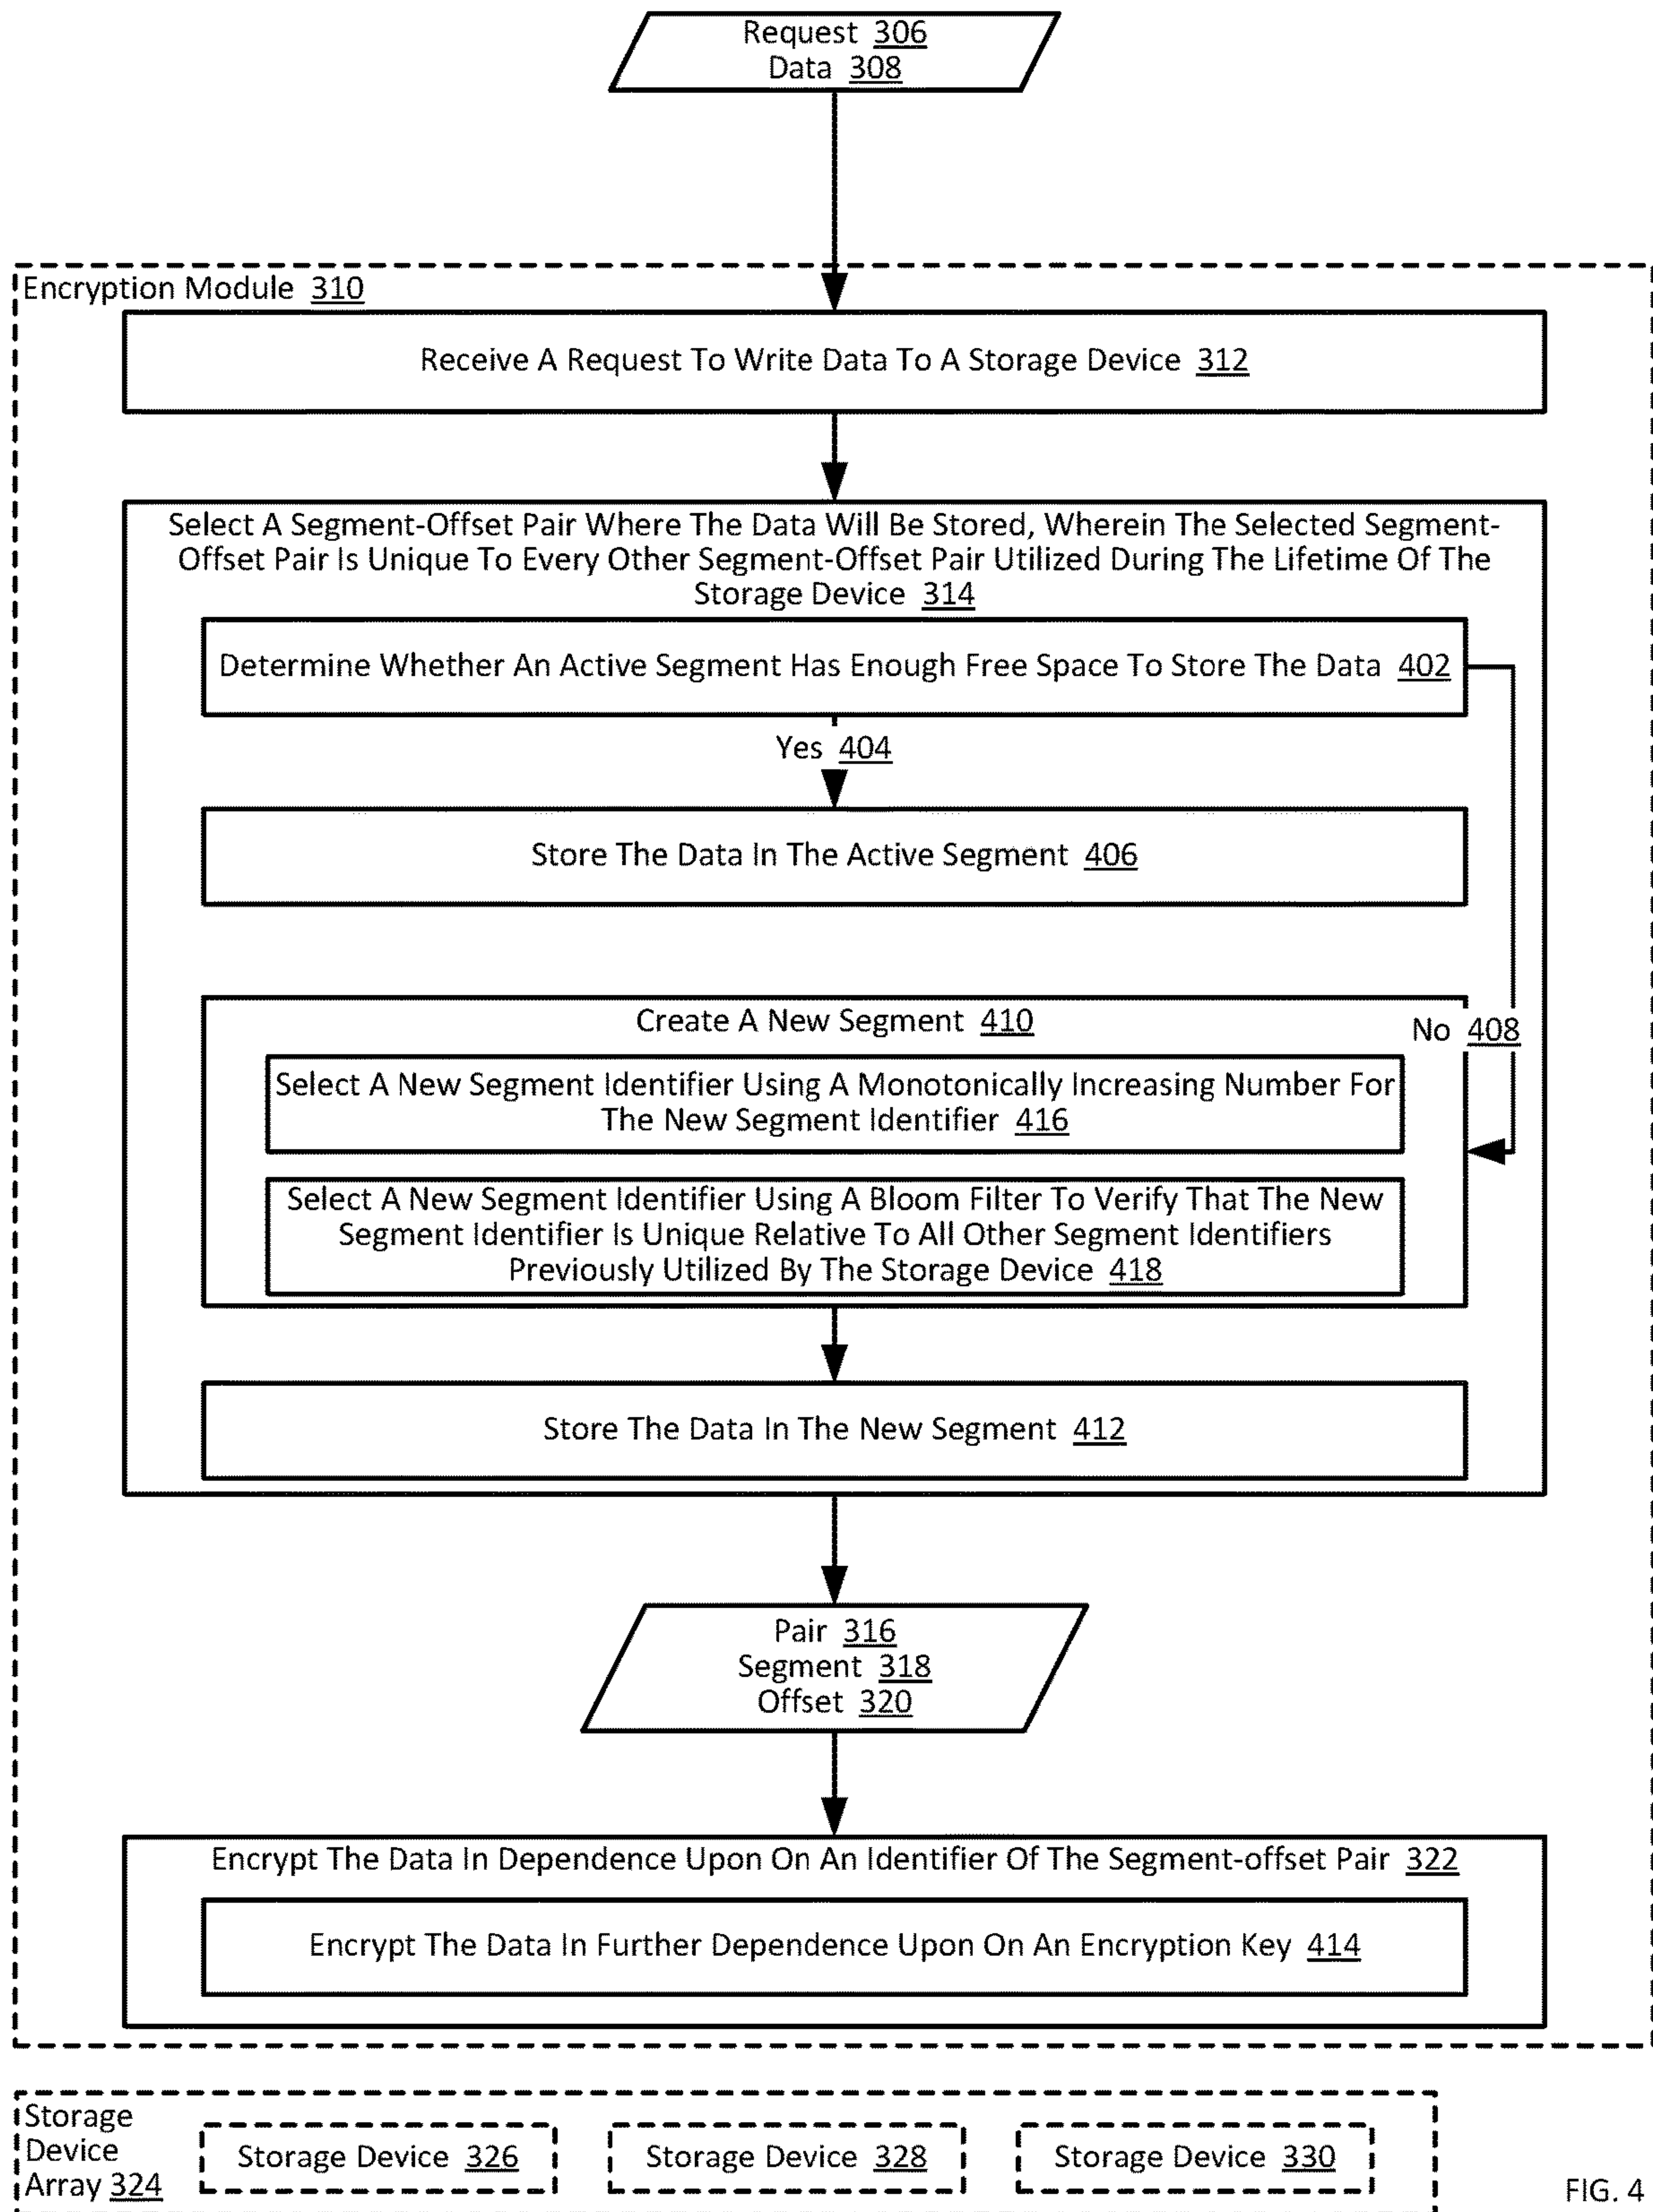 Request 306
Data 308
Encryption Module 310
Receive A Request To Write Data To A Storage Device 312
Select A Segment-Offset Pair Where The Data Will Be Stored, Wherein The Selected Segment-
Offset Pair Is Unique To Every Other Segment-Offset Pair Utilized During The Lifetime Of The
Storage Device 314
Determine Whether An Active Segment Has Enough Free Space To Store The Data 402
Yes 404
Store The Data In The Active Segment 406
Create A New Segment 410
No 408
Select A New Segment Identifier Using A Monotonically Increasing Number For
The New Segment Identifier 416
Select A New Segment Identifier Using A Bloom Filter To Verify That The New
Segment Identifier Is Unique Relative To All Other Segment Identifiers
Previously Utilized By The Storage Device 418
Store The Data In The New Segment 412
Pair 316
Segment 318
Offset 320
Encrypt The Data In Dependence Upon On An Identifier Of The Segment-offset Pair 322
Encrypt The Data In Further Dependence Upon On An Encryption Key 414
Storage
Device
Array 324
Storage Device 326
Storage Device 328
Storage Device 330
FIG. 4